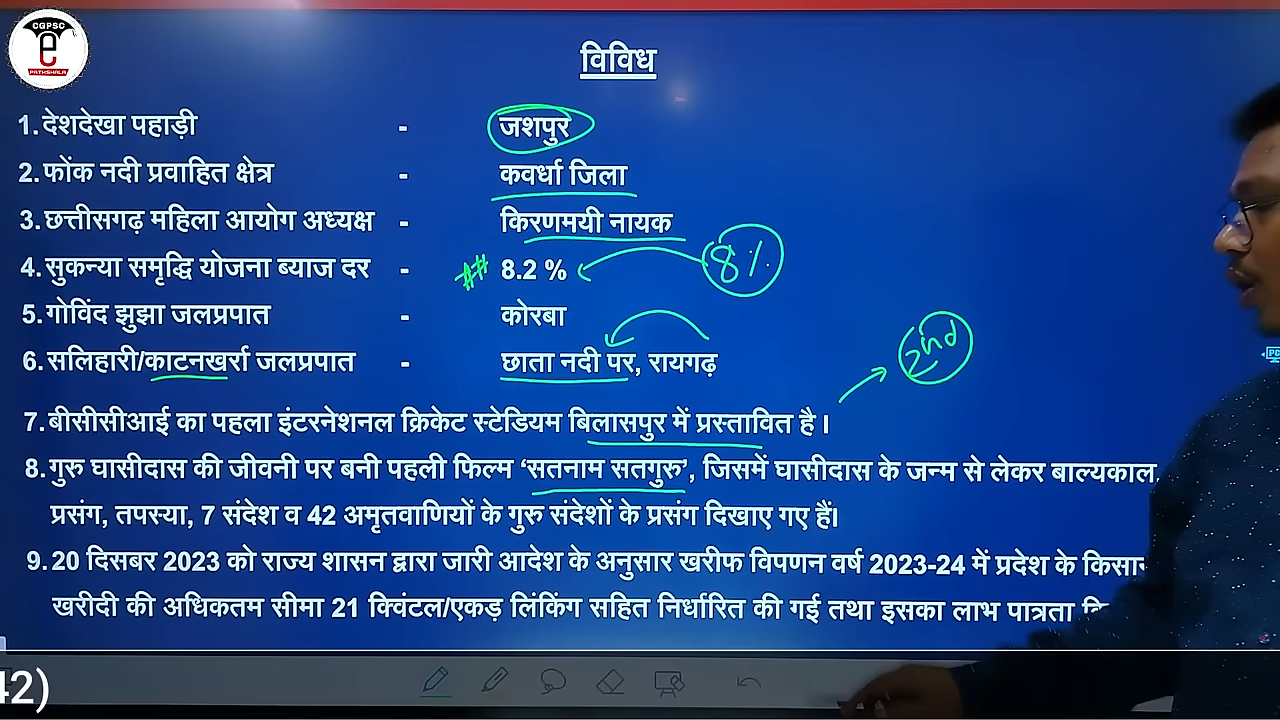 CGPSC
e
PATHSHALA
विविध
1. देशदेखा पहाड़ी - जशपुर
2. फोंक नदी प्रवाहित क्षेत्र - कवर्धा जिला
3. छत्तीसगढ़ महिला आयोग अध्यक्ष - किरणमयी नायक
4. सुकन्या समृद्धि योजना ब्याज दर - ## 8.2 % 8%
5. गोविंद झुझा जलप्रपात - कोरबा
6. सलिहारी/काटनखर्रा जलप्रपात - छाता नदी पर, रायगढ़
2nd
7. बीसीसीआई का पहला इंटरनेशनल क्रिकेट स्टेडियम बिलासपुर में प्रस्तावित है।
8. गुरु घासीदास की जीवनी पर बनी पहली फिल्म ‘सतनाम सतगुरु’, जिसमें घासीदास के जन्म से लेकर बाल्यकाल,
प्रसंग, तपस्या, 7 संदेश व 42 अमृतवाणियों के गुरु संदेशों के प्रसंग दिखाए गए हैं।
9. 20 दिसबर 2023 को राज्य शासन द्वारा जारी आदेश के अनुसार खरीफ विपणन वर्ष 2023-24 में प्रदेश के
खरीदी की अधिकतम सीमा 21 क्विंटल/एकड़ लिंकिंग सहित निर्धारित की गई तथा इसका लाभ पात्रता
42)